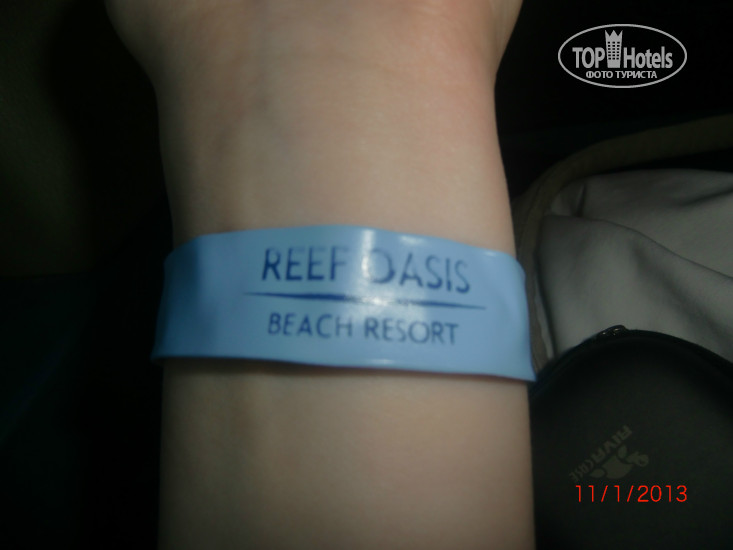 TOP Hotels
ФОТО ТУРИСТА
REEF OASIS
BEACH RESORT
11/1/2013